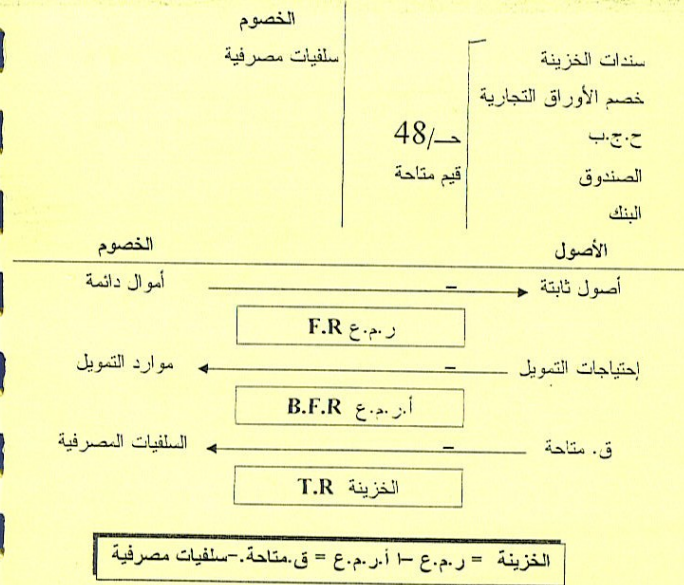 الخصوم
سندات الخزينة سلفيات مصرفية
خصم الأوراق التجارية
ح.ج.ب حـ/48
الصندوق قيم متاحة
البنك
الأصول الخصوم
أصول ثابتة – أموال دائمة
ر.م.ع F.R
إحتياجات التمويل – موارد التمويل
أ.ر.م.ع B.F.R
ق. متاحة – السلفيات المصرفية
الخزينة T.R
الخزينة = ر.م.ع –ا أ.ر.م.ع = ق.متاحة.-سلفيات مصرفية